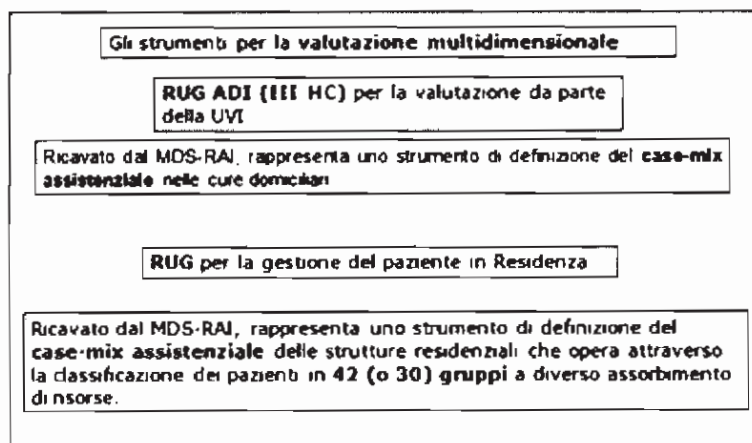 Gli strumenti per la valutazione multidimensionale
RUG ADI (III HC) per la valutazione da parte
della UVI
Ricavato dal MDS-RAI, rappresenta uno strumento di definizione del case-mix
assistenziale nelle cure domiciliari
RUG per la gestione del paziente in Residenza
Ricavato dal MDS-RAI, rappresenta uno strumento di definizione del
case-mix assistenziale delle strutture residenziali che opera attraverso
la classificazione dei pazienti in 42 (o 30) gruppi a diverso assorbimento
di risorse.